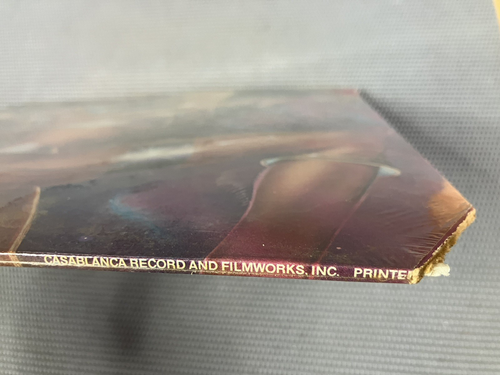 CASABLANCA RECORD AND FILMWORKS, INC. PRINTE